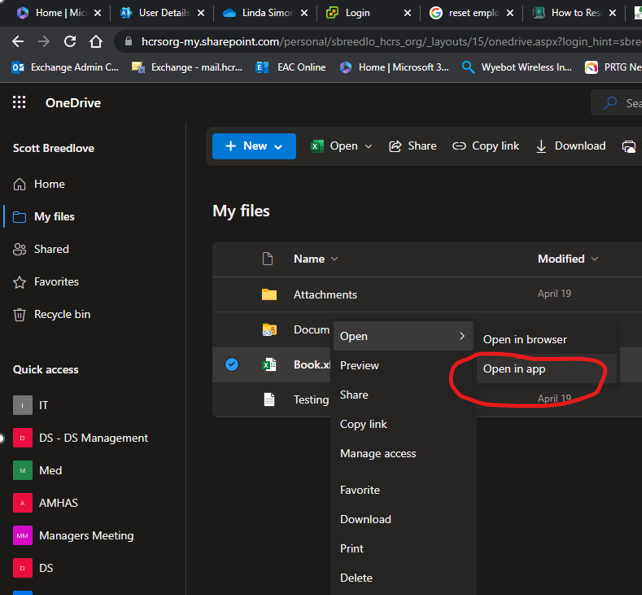 Home | Mic
User Details
Linda Simor
Login
reset emplo
How to Res
hcrsorg-my.sharepoint.com/personal/sbreedlo_hcrs_org/_layouts/15/onedrive.aspx?login_hint=sbre
Exchange Admin C...
Exchange - mail.hcr...
EAC Online
Home | Microsoft 3...
Wyebot Wireless In...
PRTG Ne
OneDrive
Sea
Scott Breedlove
New
Open
Share
Copy link
Download
Home
My files
Shared
Favorites
Recycle bin
My files
Name
Modified
Attachments
April 19
Docum
Book.xl
Testing
April 19
Open
Open in browser
Preview
Open in app
Share
Copy link
Manage access
Favorite
Download
Print
Delete
Quick access
I IT
D DS - DS Management
M Med
A AMHAS
MM Managers Meeting
D DS